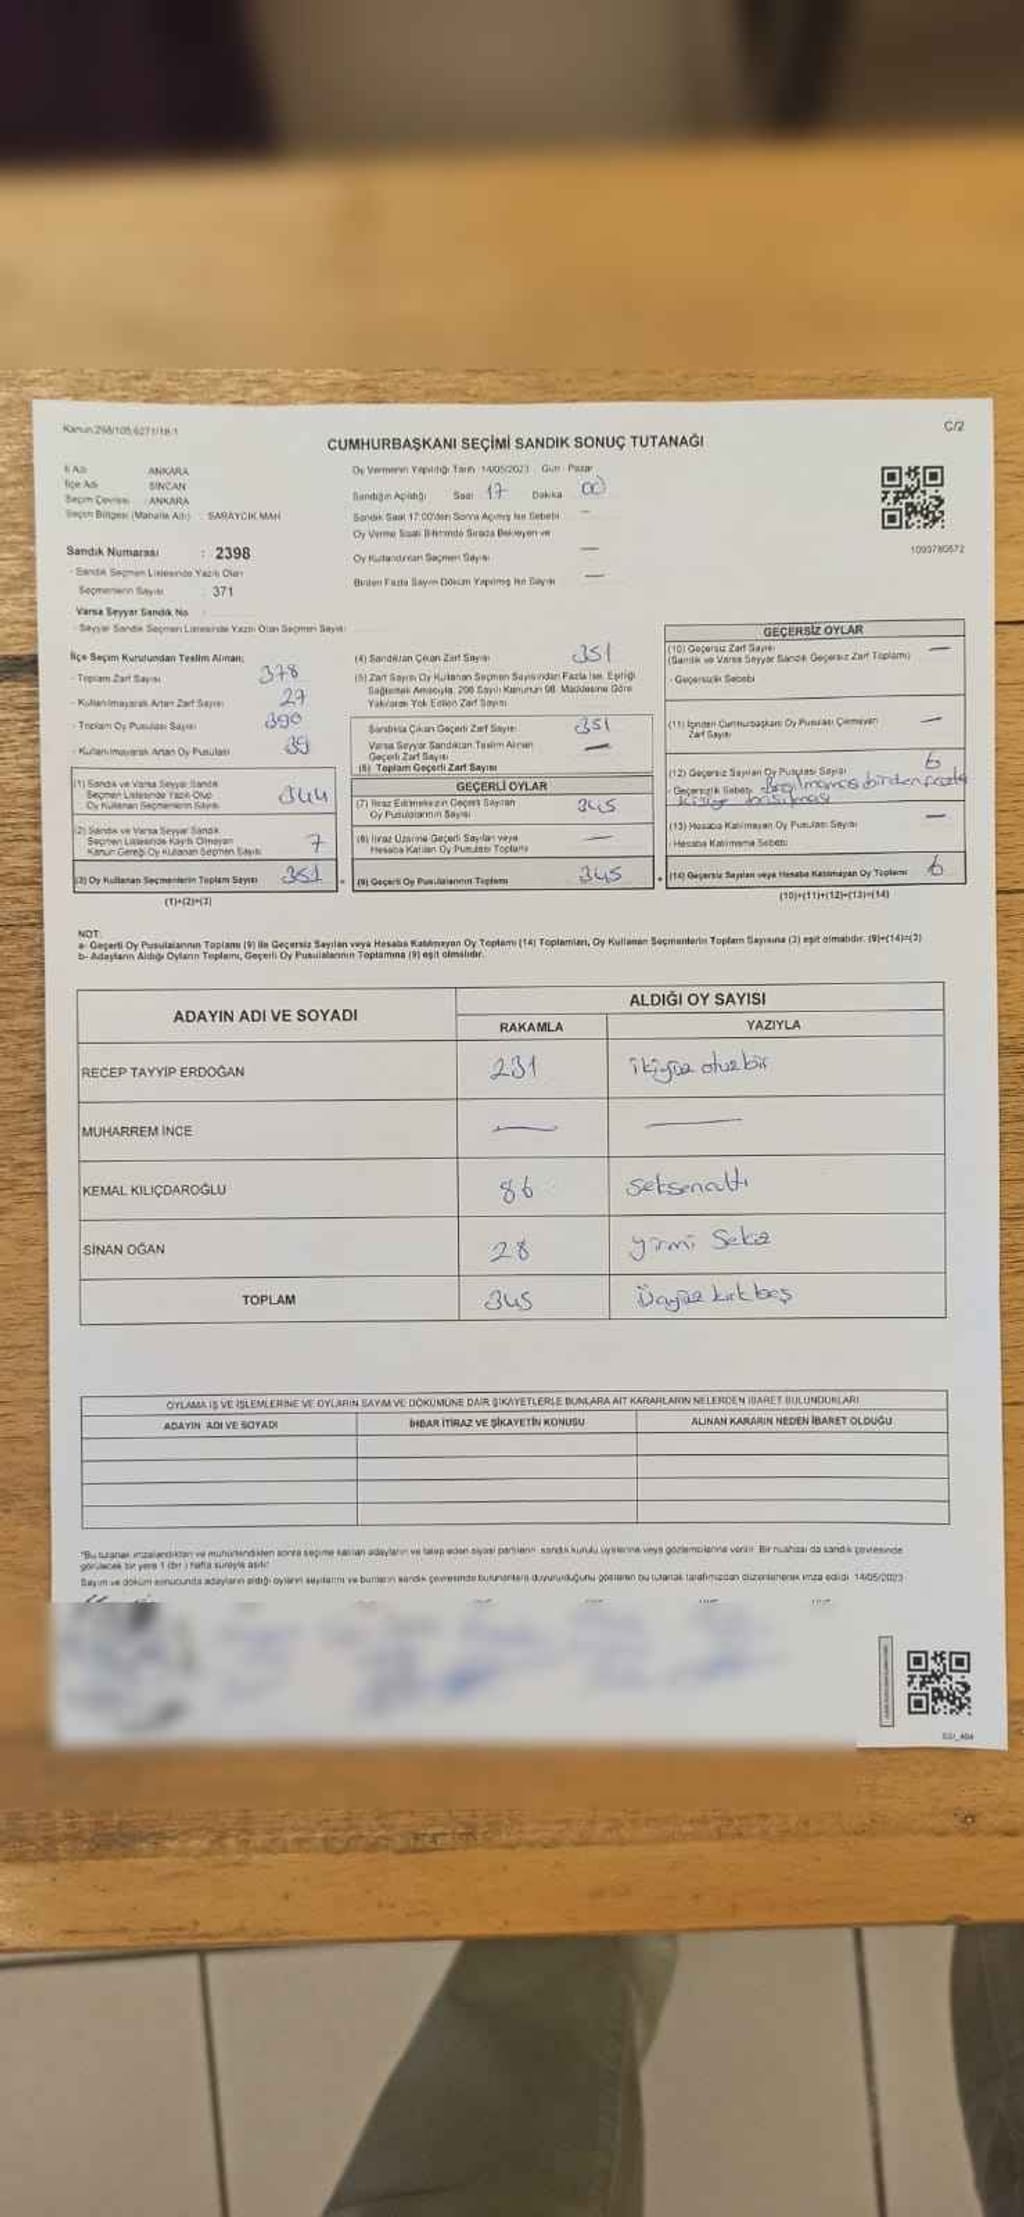 Kanun:298/105,6271/18-1
C/2
CUMHURBAŞKANI SEÇİMİ SANDIK SONUÇ TUTANAĞI
İl Adı ANKARA
İlçe Adı SİNCAN
Seçim Çevresi : ANKARA
Seçim Bölgesi (Mahalle Adı) : SARAYCIK MAH
Sandık Numarası : 2398
- Sandık Seçmen Listesinde Yazılı Olan
Seçmenlerin Sayısı : 371
Varsa Seyyar Sandık No
- Seyyar Sandık Seçmen Listesinde Yazılı Olan Seçmen Sayısı
Oy Vermenin Yapıldığı Tarih : 14/05/2023 Gün : Pazar
Sandığın Açıldığı Saat 17 Dakika 00
Sandık Saat 17:00'den Sonra Açılmış İse Sebebi –
Oy Verme Saati Bitiminde Sırada Bekleyen ve
Oy Kullandırılan Seçmen Sayısı —
Birden Fazla Sayım Döküm Yapılmış İse Sayısı —
1093780572
İlçe Seçim Kurulundan Teslim Alınan;
- Toplam Zarf Sayısı 378
- Kullanılmayarak Artan Zarf Sayısı 27
- Toplam Oy Pusulası Sayısı 390
- Kullanılmayarak Artan Oy Pusulası 39
(1) Sandık ve Varsa Seyyar Sandık
Seçmen Listesinde Yazılı Olup
Oy Kullanan Seçmenlerin Sayısı 344
(2) Sandık ve Varsa Seyyar Sandık
Seçmen Listesinde Kayıtlı Olmayan
Kanun Gereği Oy Kullanan Seçmen Sayısı 7
(3) Oy Kullanan Seçmenlerin Toplam Sayısı 351
(1)+(2)=(3)
(4) Sandıktan Çıkan Zarf Sayısı 351
(5) Zarf Sayısı Oy Kullanan Seçmen Sayısından Fazla İse, Eşitliği
Sağlamak Amacıyla, 298 Sayılı Kanunun 98. Maddesine Göre
Yakılarak Yok Edilen Zarf Sayısı
Sandıkta Çıkan Geçerli Zarf Sayısı 351
Varsa Seyyar Sandıktan Teslim Alınan
Geçerli Zarf Sayısı —
(6) Toplam Geçerli Zarf Sayısı
GEÇERLİ OYLAR
(7) İtiraz Edilmeksizin Geçerli Sayılan
Oy Pusulalarının Sayısı 345
(8) İtiraz Üzerine Geçerli Sayılan veya
Hesaba Katılan Oy Pusulası Toplamı —
(9) Geçerli Oy Pusulalarının Toplamı 345
GEÇERSİZ OYLAR
(10) Geçersiz Zarf Sayısı —
(Sandık ve Varsa Seyyar Sandık Geçersiz Zarf Toplamı)
- Geçersizlik Sebebi
(11) İçinden Cumhurbaşkanı Oy Pusulası Çıkmayan —
Zarf Sayısı
(12) Geçersiz Sayılan Oy Pusulası Sayısı 6
- Geçersizlik Sebebi birden fazla
basılması
(13) Hesaba Katılmayan Oy Pusulası Sayısı —
- Hesaba Katılmama Sebebi
(14) Geçersiz Sayılan veya Hesaba Katılmayan Oy Toplamı 6
(10)+(11)+(12)+(13)=(14)
NOT:
a- Geçerli Oy Pusulalarının Toplamı (9) ile Geçersiz Sayılan veya Hesaba Katılmayan Oy Toplamı (14) Toplamları, Oy Kullanan Seçmenlerin Toplam Sayısına (3) eşit olmalıdır. (9)+(14)=(3)
b- Adayların Aldığı Oyların Toplamı, Geçerli Oy Pusulalarının Toplamına (9) eşit olmalıdır.
ADAYIN ADI VE SOYADI
ALDIĞI OY SAYISI
RAKAMLA YAZIYLA
RECEP TAYYİP ERDOĞAN 231 ikiyüz otuzbir
MUHARREM İNCE — —
KEMAL KILIÇDAROĞLU 86 seksenaltı
SİNAN OĞAN 28 yirmi Sekiz
TOPLAM 345 Üçyüz kırkbeş
OYLAMA İŞ VE İŞLEMLERİNE VE OYLARIN SAYIM VE DÖKÜMÜNE DAİR ŞİKAYETLERLE BUNLARA AİT KARARLARIN NELERDEN İBARET BULUNDUKLARI
ADAYIN ADI VE SOYADI İHBAR İTİRAZ VE ŞİKAYETİN KONUSU ALINAN KARARIN NEDEN İBARET OLDUĞU
*Bu tutanak imzalandıktan ve mühürlendikten sonra seçime katılan adayların ve talep eden siyasi partilerin sandık kurulu üyelerine veya gözlemcilerine verilir. Bir nüshası da sandık çevresinde
görülecek bir yere 1 (bir ) hafta süreyle asılır.
Sayım ve döküm sonucunda adayların aldığı oyların sayılarını ve bunların sandık çevresinde bulunanlara duyurulduğunu gösteren bu tutanak tarafımızdan düzenlenerek imza edildi. 14/05/2023